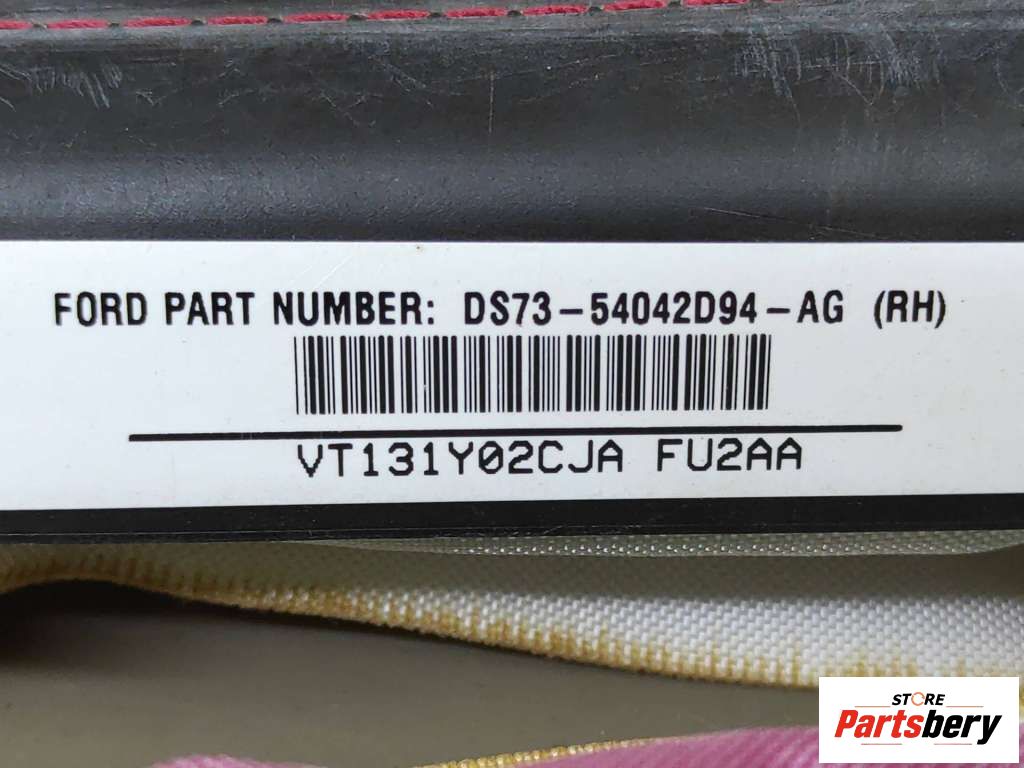 FORD PART NUMBER: DS73-54042D94-AG (RH)
VT131Y02CJA FU2AA
STORE
Partsbery